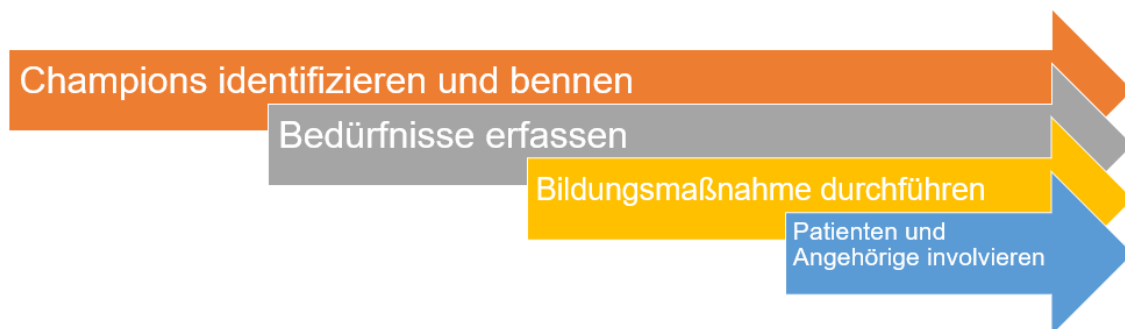 Champions identifizieren und bennen
Bedürfnisse erfassen
Bildungsmaßnahme durchführen
Patienten und
Angehörige involvieren